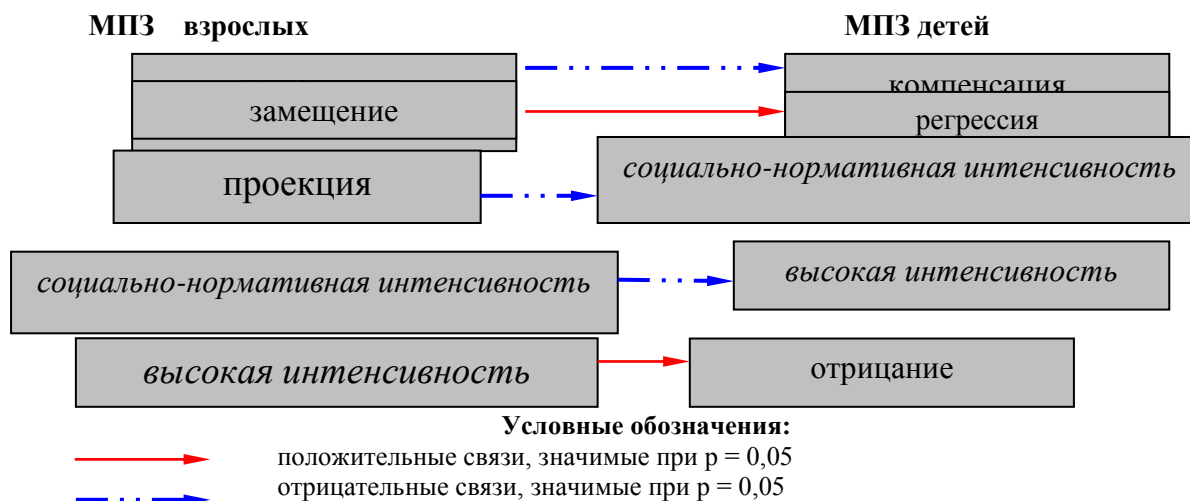 МПЗ взрослых МПЗ детей
компенсация
замещение регрессия
проекция социально-нормативная интенсивность
социально-нормативная интенсивность высокая интенсивность
высокая интенсивность отрицание
Условные обозначения:
положительные связи, значимые при p = 0,05
отрицательные связи, значимые при p = 0,05